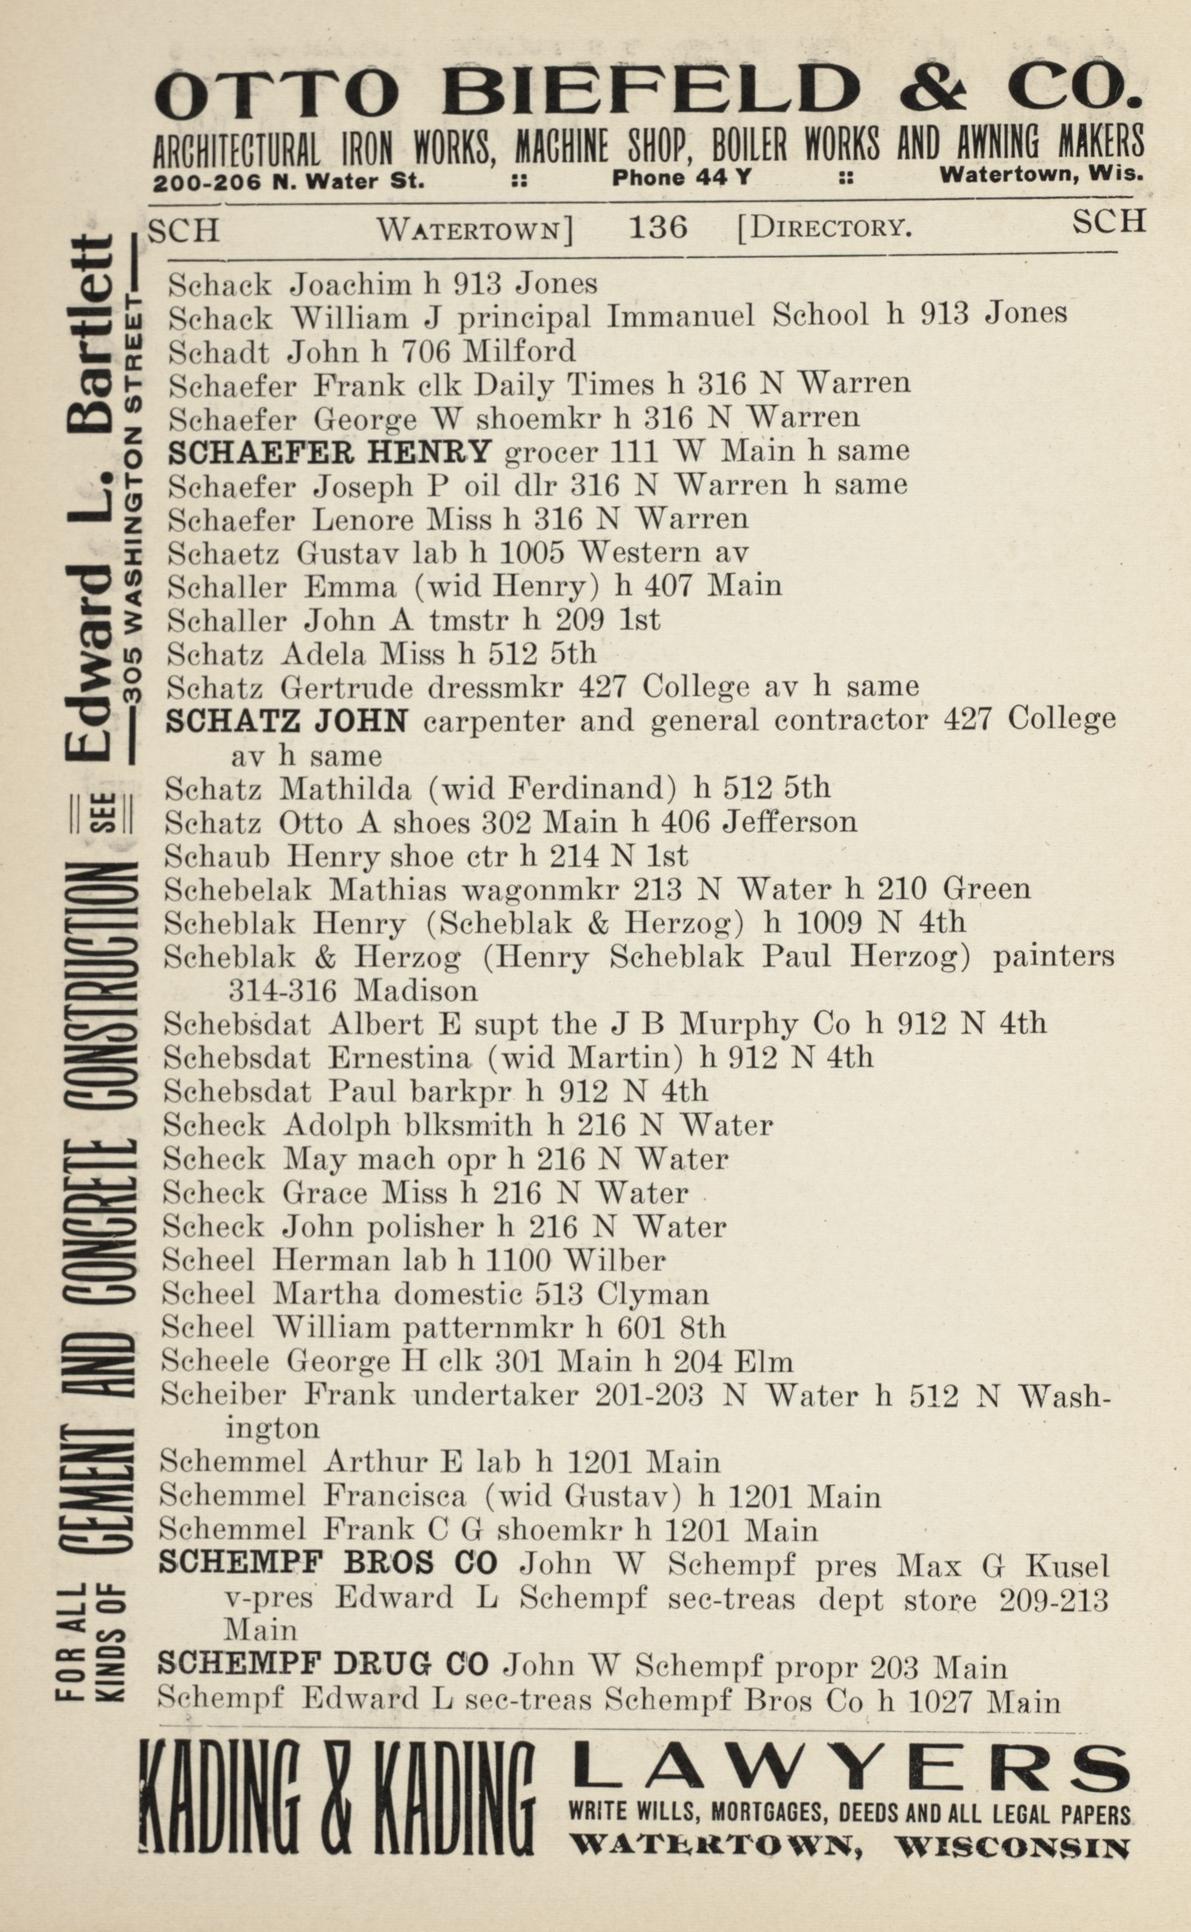 OTTO BIEFELD & CO.
ARCHITECTURAL IRON WORKS, MACHINE SHOP, BOILER WORKS AND AWNING MAKERS
200-206 N. Water St. :: Phone 44 Y :: Watertown, Wis.
SCH WATERTOWN] 136 [DIRECTORY. SCH
Schack Joachim h 913 Jones
Schack William J principal Immanuel School h 913 Jones
Schadt John h 706 Milford
Schaefer Frank clk Daily Times h 316 N Warren
Schaefer George W shoemkr h 316 N Warren
SCHAEFER HENRY grocer 111 W Main h same
Schaefer Joseph P oil dlr 316 N Warren h same
Schaefer Lenore Miss h 316 N Warren
Schaetz Gustav lab h 1005 Western av
Schaller Emma (wid Henry) h 407 Main
Schaller John A tmstr h 209 1st
Schatz Adela Miss h 512 5th
Schatz Gertrude dressmkr 427 College av h same
SCHATZ JOHN carpenter and general contractor 427 College
av h same
Schatz Mathilda (wid Ferdinand) h 512 5th
Schatz Otto A shoes 302 Main h 406 Jefferson
Schaub Henry shoe ctr h 214 N 1st
Schebelak Mathias wagonmkr 213 N Water h 210 Green
Scheblak Henry (Scheblak & Herzog) h 1009 N 4th
Scheblak & Herzog (Henry Scheblak Paul Herzog) painters
314-316 Madison
Schebsdat Albert E supt the J B Murphy Co h 912 N 4th
Schebsdat Ernestina (wid Martin) h 912 N 4th
Schebsdat Paul barkpr h 912 N 4th
Scheck Adolph blksmith h 216 N Water
Scheck May mach opr h 216 N Water
Scheck Grace Miss h 216 N Water
Scheck John polisher h 216 N Water
Scheel Herman lab h 1100 Wilber
Scheel Martha domestic 513 Clyman
Scheel William patternmkr h 601 8th
Scheele George H clk 301 Main h 204 Elm
Scheiber Frank undertaker 201-203 N Water h 512 N Wash-
ington
Schemmel Arthur E lab h 1201 Main
Schemmel Francisca (wid Gustav) h 1201 Main
Schemmel Frank C G shoemkr h 1201 Main
SCHEMPF BROS CO John W Schempf pres Max G Kusel
v-pres Edward L Schempf sec-treas dept store 209-213
Main
SCHEMPF DRUG CO John W Schempf propr 203 Main
Schempf Edward L sec-treas Schempf Bros Co h 1027 Main
FOR ALL
KINDS OF
CEMENT AND CONCRETE CONSTRUCTION
SEE
Edward L. Bartlett
305 WASHINGTON STREET
KADING & KADING
LAWYERS
WRITE WILLS, MORTGAGES, DEEDS AND ALL LEGAL PAPERS
WATERTOWN, WISCONSIN